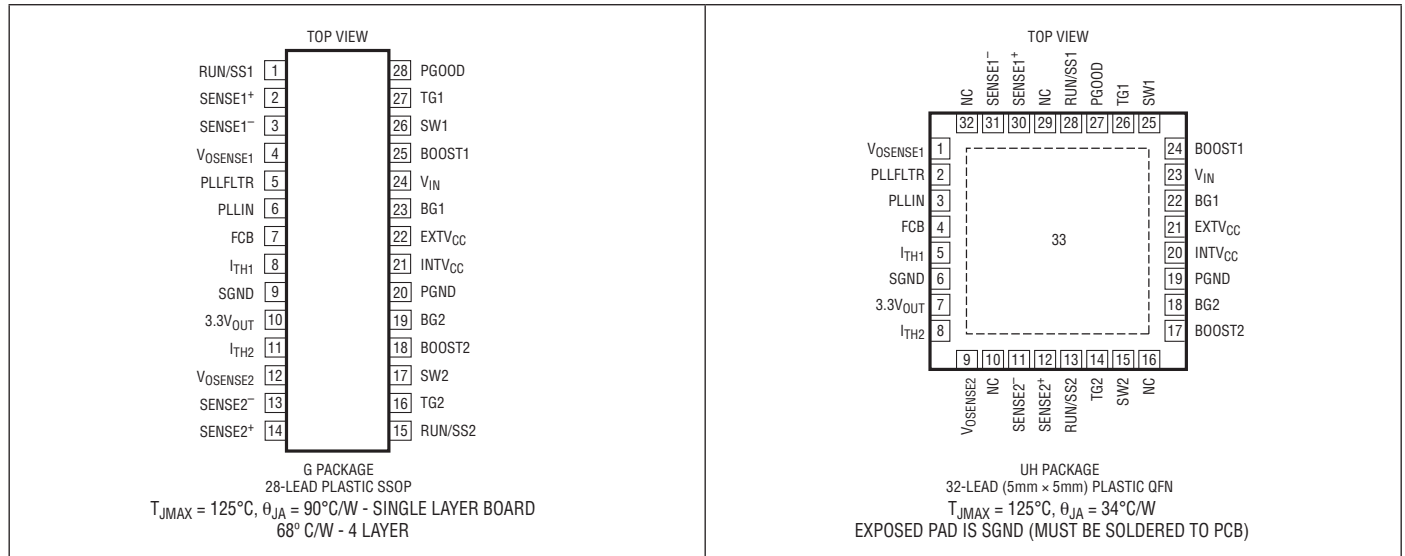 TOP VIEW
RUN/SS1 1
SENSE1+ 2
SENSE1– 3
VOSENSE1 4
PLLFLTR 5
PLLIN 6
FCB 7
ITH1 8
SGND 9
3.3VOUT 10
ITH2 11
VOSENSE2 12
SENSE2– 13
SENSE2+ 14
28 PGOOD
27 TG1
26 SW1
25 BOOST1
24 VIN
23 BG1
22 EXTVCC
21 INTVCC
20 PGND
19 BG2
18 BOOST2
17 SW2
16 TG2
15 RUN/SS2
G PACKAGE
28-LEAD PLASTIC SSOP
TJMAX = 125°C, θJA = 90°C/W - SINGLE LAYER BOARD
68º C/W - 4 LAYER
TOP VIEW
NC 32
SENSE1– 31
SENSE1+ 30
NC 29
RUN/SS1 28
PGOOD 27
TG1 26
SW1 25
VOSENSE1 1
PLLFLTR 2
PLLIN 3
FCB 4
ITH1 5
SGND 6
3.3VOUT 7
ITH2 8
33
24 BOOST1
23 VIN
22 BG1
21 EXTVCC
20 INTVCC
19 PGND
18 BG2
17 BOOST2
9 VOSENSE2
10 NC
11 SENSE2–
12 SENSE2+
13 RUN/SS2
14 TG2
15 SW2
16 NC
UH PACKAGE
32-LEAD (5mm × 5mm) PLASTIC QFN
TJMAX = 125°C, θJA = 34°C/W
EXPOSED PAD IS SGND (MUST BE SOLDERED TO PCB)